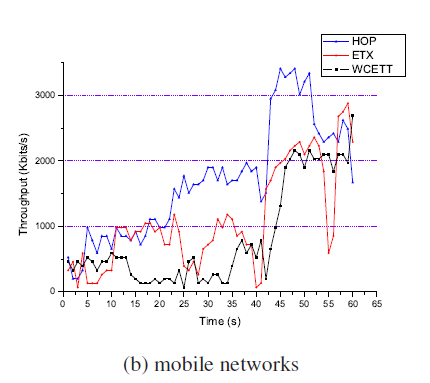 HOP
ETX
WCETT
3000
2000
1000
0
Throughput (Kbits/s)
0 5 10 15 20 25 30 35 40 45 50 55 60 65
Time (s)
(b) mobile networks